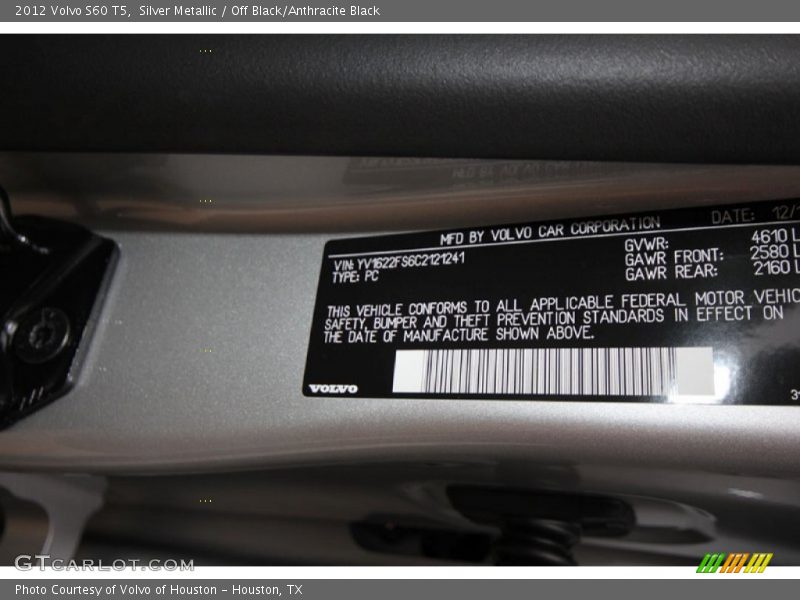 2012 Volvo S60 T5, Silver Metallic / Off Black/Anthracite Black
MFD BY VOLVO CAR CORPORATION
DATE: 12/
VIN: YV1622FS6C2121241
TYPE: PC
GVWR: 4610 L
GAWR FRONT: 2580 L
GAWR REAR: 2160 L
THIS VEHICLE CONFORMS TO ALL APPLICABLE FEDERAL MOTOR VEHIC
SAFETY, BUMPER AND THEFT PREVENTION STANDARDS IN EFFECT ON
THE DATE OF MANUFACTURE SHOWN ABOVE.
VOLVO
GTCARLOT.COM
Photo Courtesy of Volvo of Houston - Houston, TX